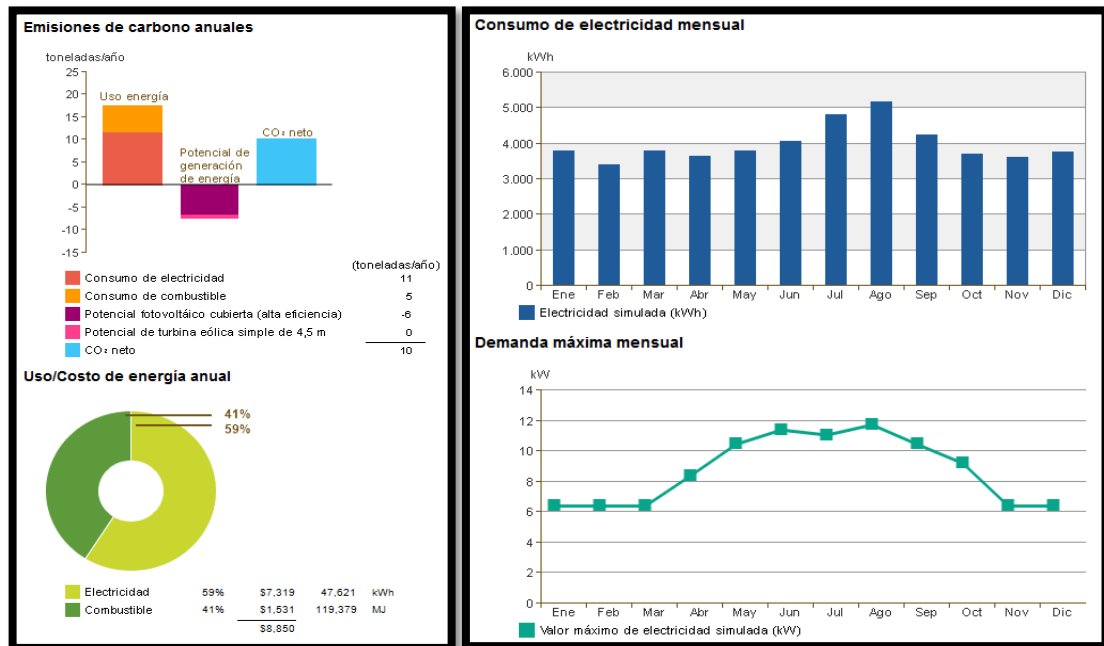 Emisiones de carbono anuales
toneladas/año
25
20
15
10
5
0
-5
-10
-15
Uso energía
Potencial de
generación
de energía
CO₂ neto
(toneladas/año)
Consumo de electricidad 11
Consumo de combustible 5
Potencial fotovoltáico cubierta (alta eficiencia) -6
Potencial de turbina eólica simple de 4,5 m 0
CO₂ neto 10
Uso/Costo de energía anual
41%
59%
Electricidad 59% $7,319 47,621 kWh
Combustible 41% $1,531 119,379 MJ
$8,850
Consumo de electricidad mensual
kWh
6.000
5.000
4.000
3.000
2.000
1.000
0
Ene Feb Mar Abr May Jun Jul Ago Sep Oct Nov Dic
Electricidad simulada (kWh)
Demanda máxima mensual
kW
14
12
10
8
6
4
2
0
Ene Feb Mar Abr May Jun Jul Ago Sep Oct Nov Dic
Valor máximo de electricidad simulada (kW)